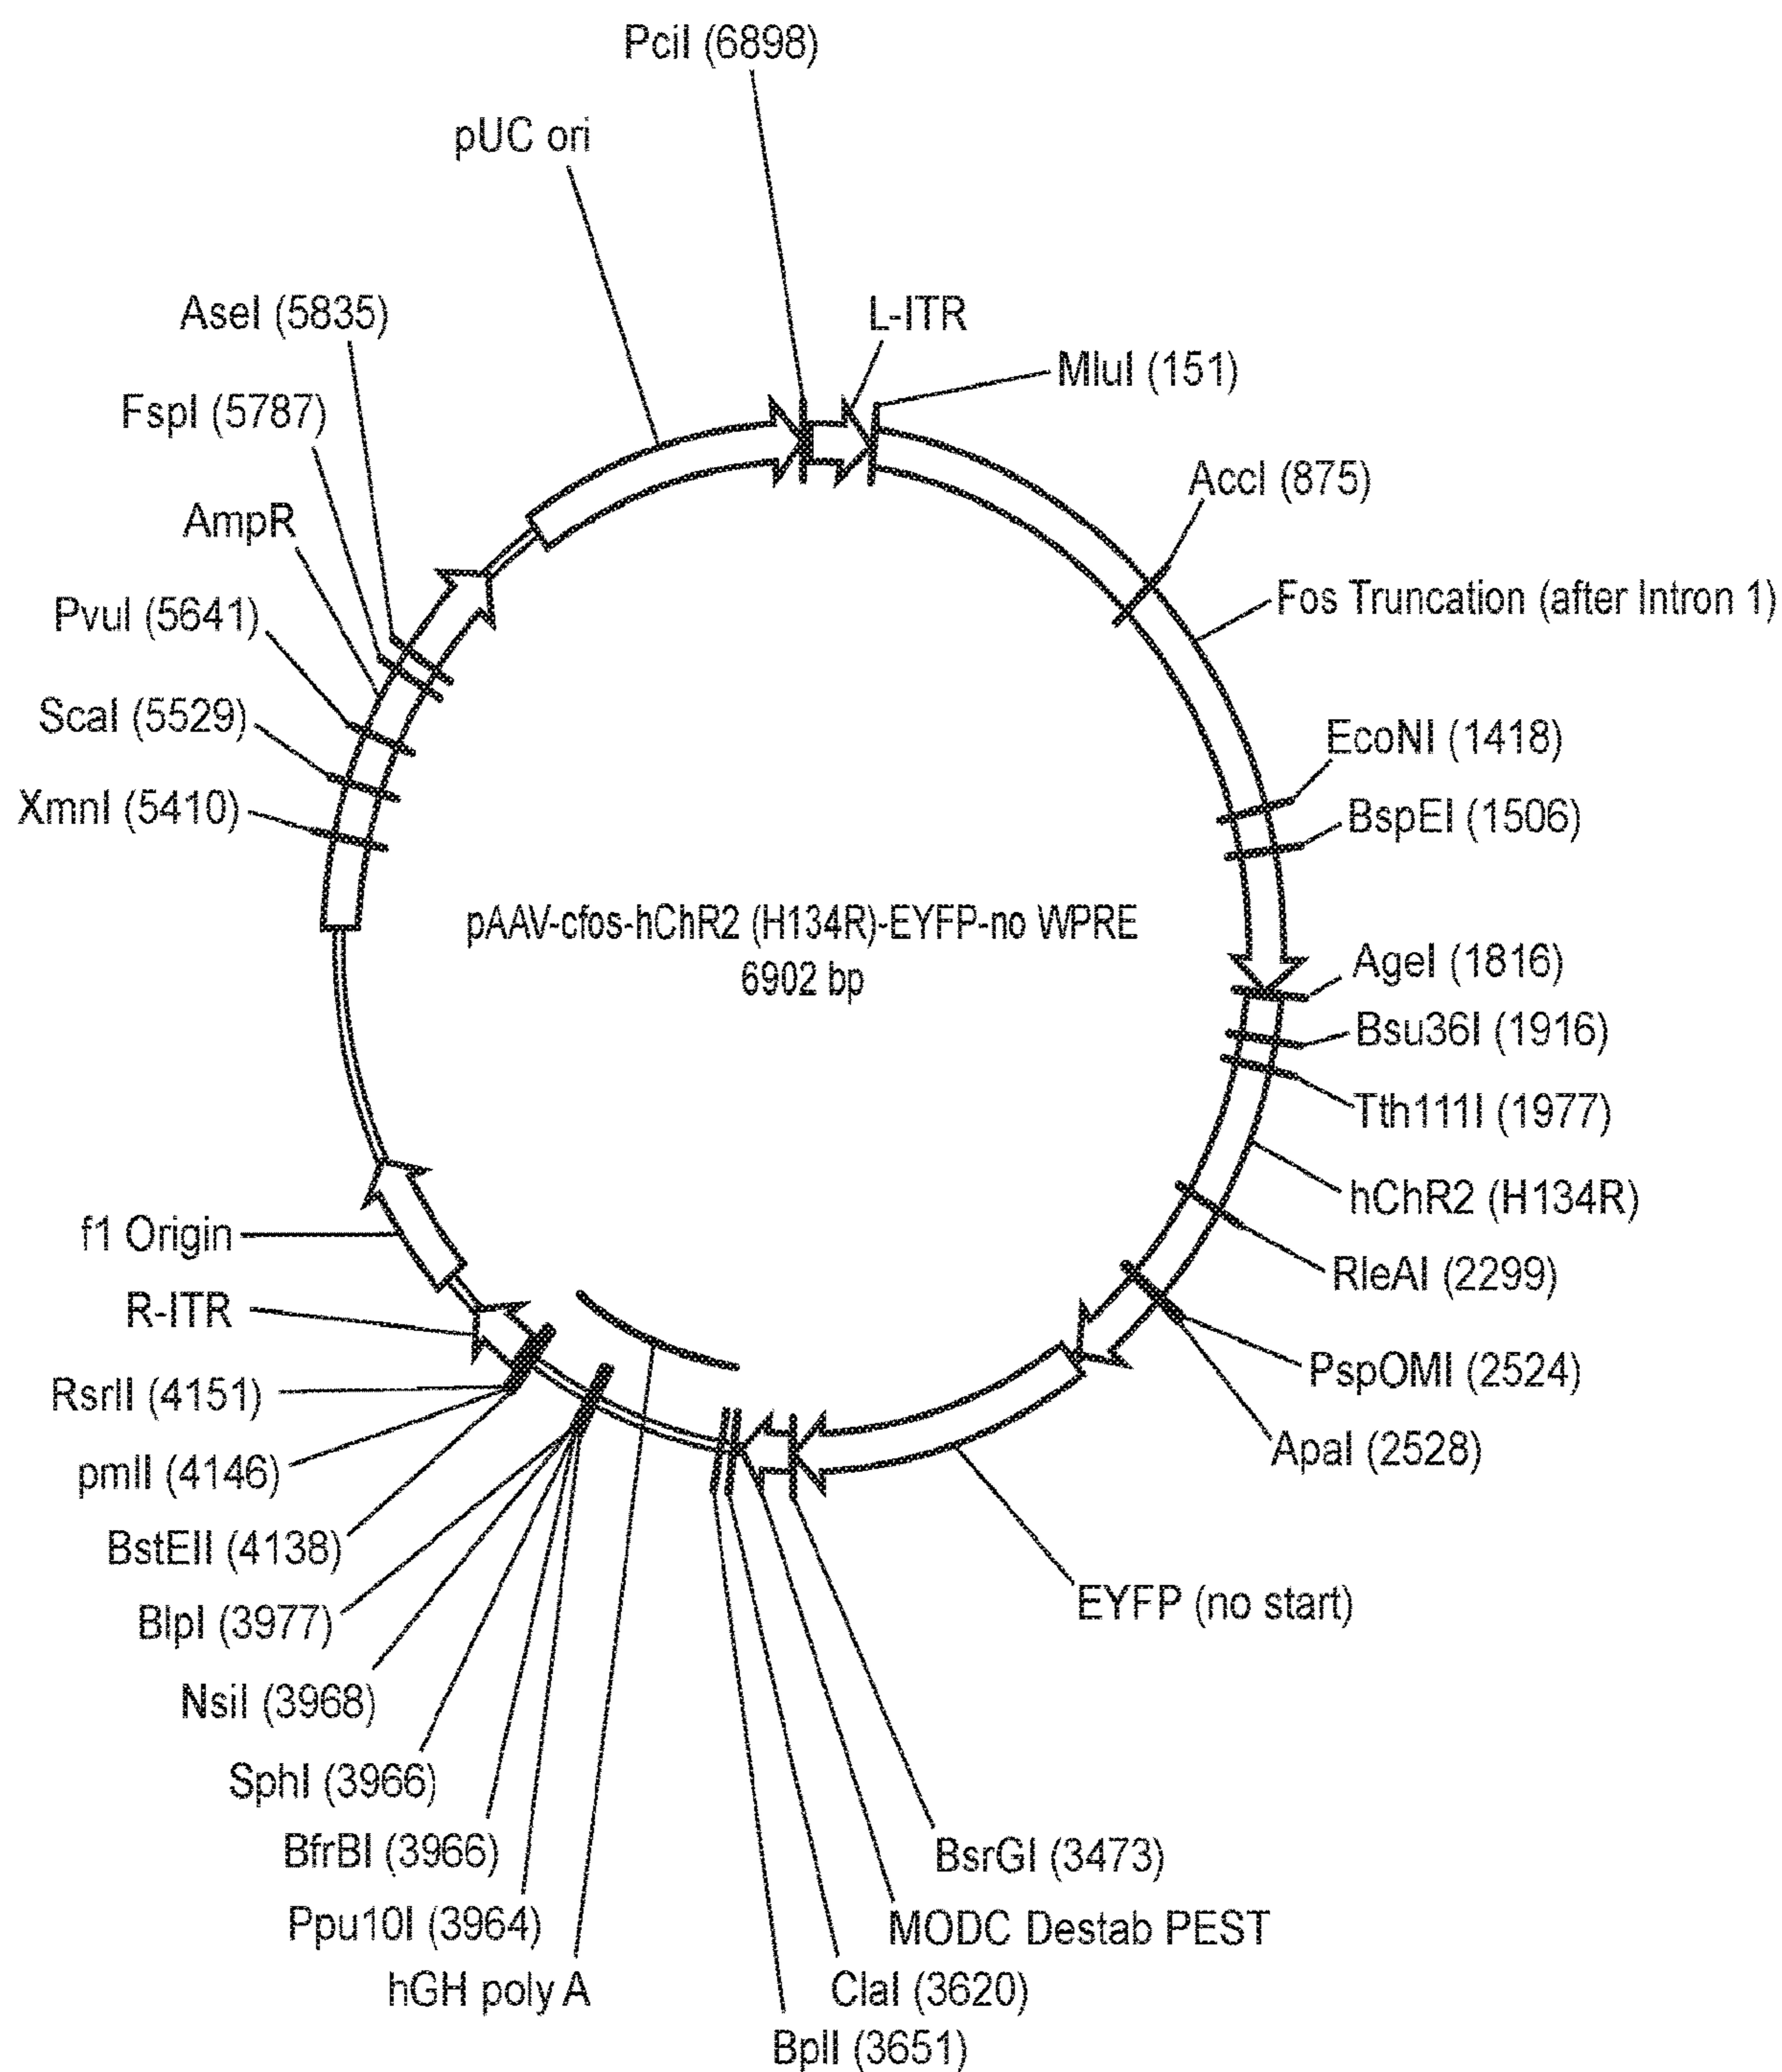 PciI (6898)
pUC ori
L-ITR
MluI (151)
AseI (5835)
FspI (5787)
AmpR
PvuI (5641)
ScaI (5529)
XmnI (5410)
AccI (875)
Fos Truncation (after Intron 1)
EcoNI (1418)
BspEI (1506)
pAAV-cfos-hChR2 (H134R)-EYFP-no WPRE
6902 bp
AgeI (1816)
Bsu36I (1916)
Tth111I (1977)
hChR2 (H134R)
RleAI (2299)
PspOMI (2524)
ApaI (2528)
EYFP (no start)
f1 Origin
R-ITR
RsrII (4151)
pmlI (4146)
BstEII (4138)
BlpI (3977)
NsiI (3968)
SphI (3966)
BfrBI (3966)
Ppu10I (3964)
hGH poly A
BsrGI (3473)
MODC Destab PEST
ClaI (3620)
BplI (3651)